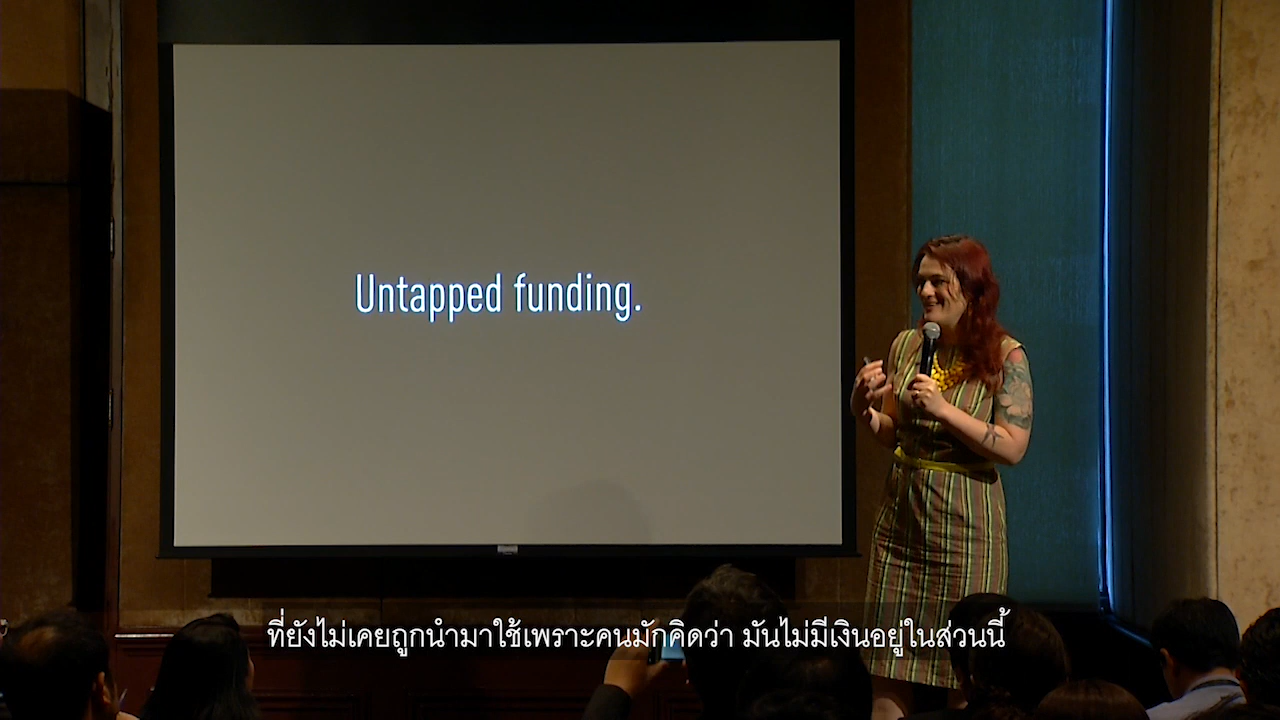 Untapped funding.
ที่ยังไม่เคยถูกนำมาใช้เพราะคนมักคิดว่า มันไม่มีเงินอยู่ในส่วนนี้